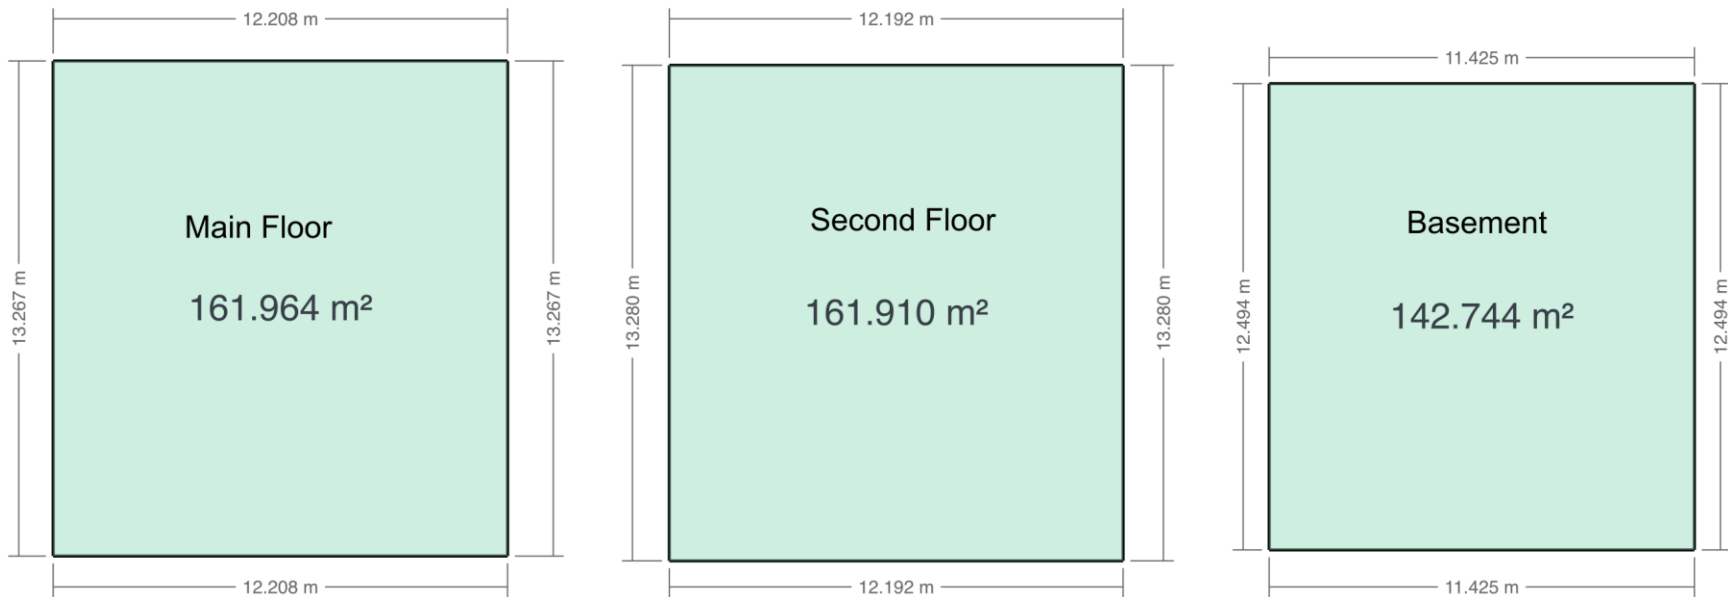 12.208 m
13.267 m
Main Floor
161.964 m²
13.267 m
12.208 m
12.192 m
13.280 m
Second Floor
161.910 m²
13.280 m
12.192 m
11.425 m
12.494 m
Basement
142.744 m²
12.494 m
11.425 m